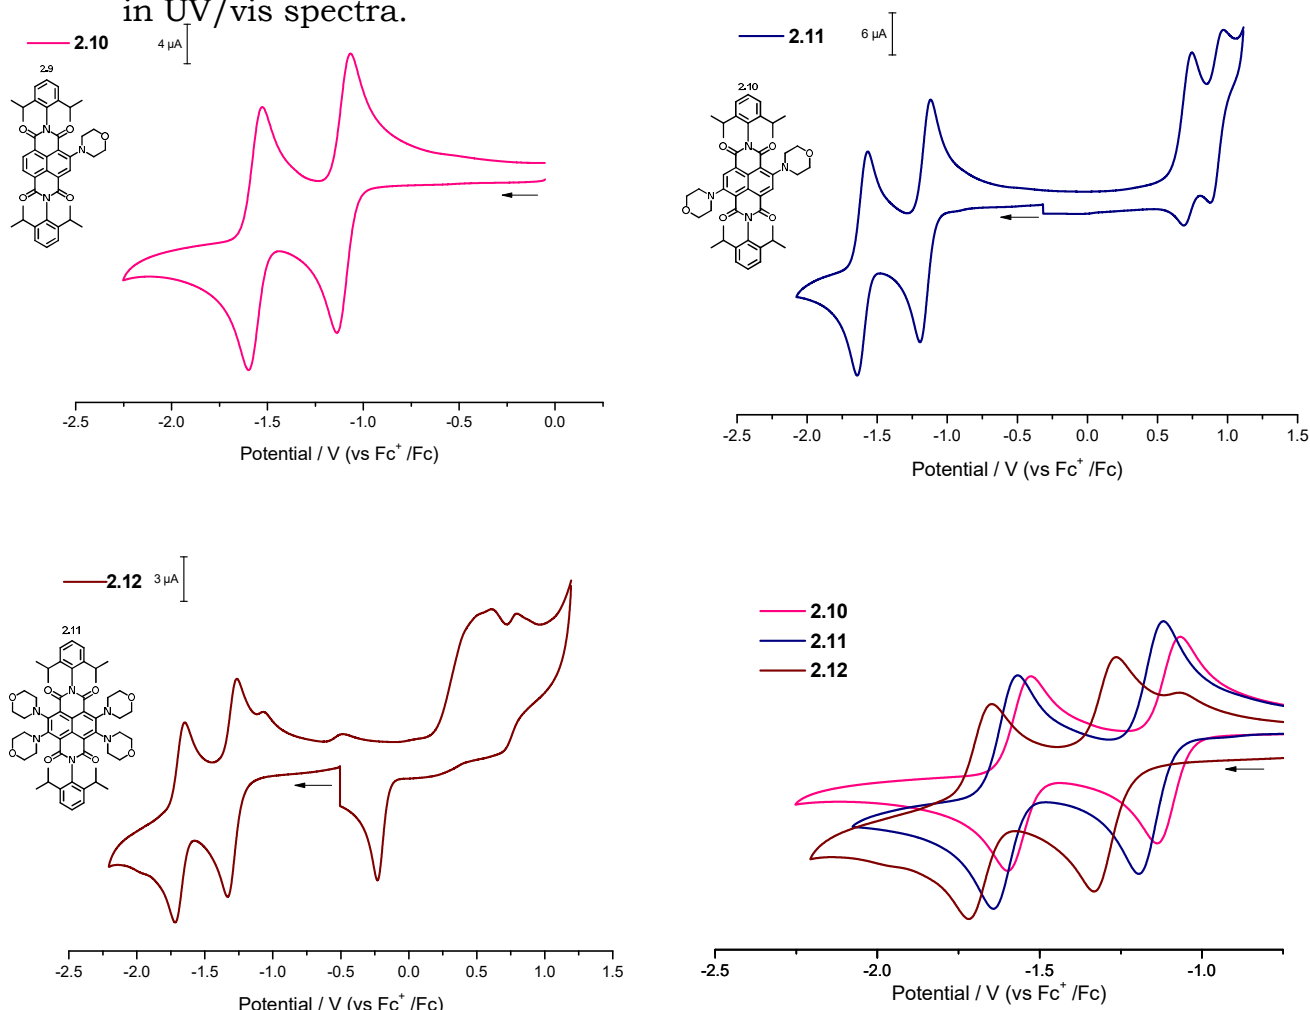 in UV/vis spectra.
2.10
4 µA
2.9
O
O
N
O
N
O
N
O
-2.5 -2.0 -1.5 -1.0 -0.5 0.0
Potential / V (vs Fc+ /Fc)
2.11
6 µA
2.10
O
N
O
O
N
N
O
O
N
O
-2.5 -2.0 -1.5 -1.0 -0.5 0.0 0.5 1.0 1.5
Potential / V (vs Fc+ /Fc)
2.12
3 µA
2.11
O
N
O
O
N
N
O
O
N
N
O
O
N
O
-2.5 -2.0 -1.5 -1.0 -0.5 0.0 0.5 1.0 1.5
Potential / V (vs Fc+ /Fc)
2.10
2.11
2.12
-2.5 -2.0 -1.5 -1.0
Potential / V (vs Fc+ /Fc)